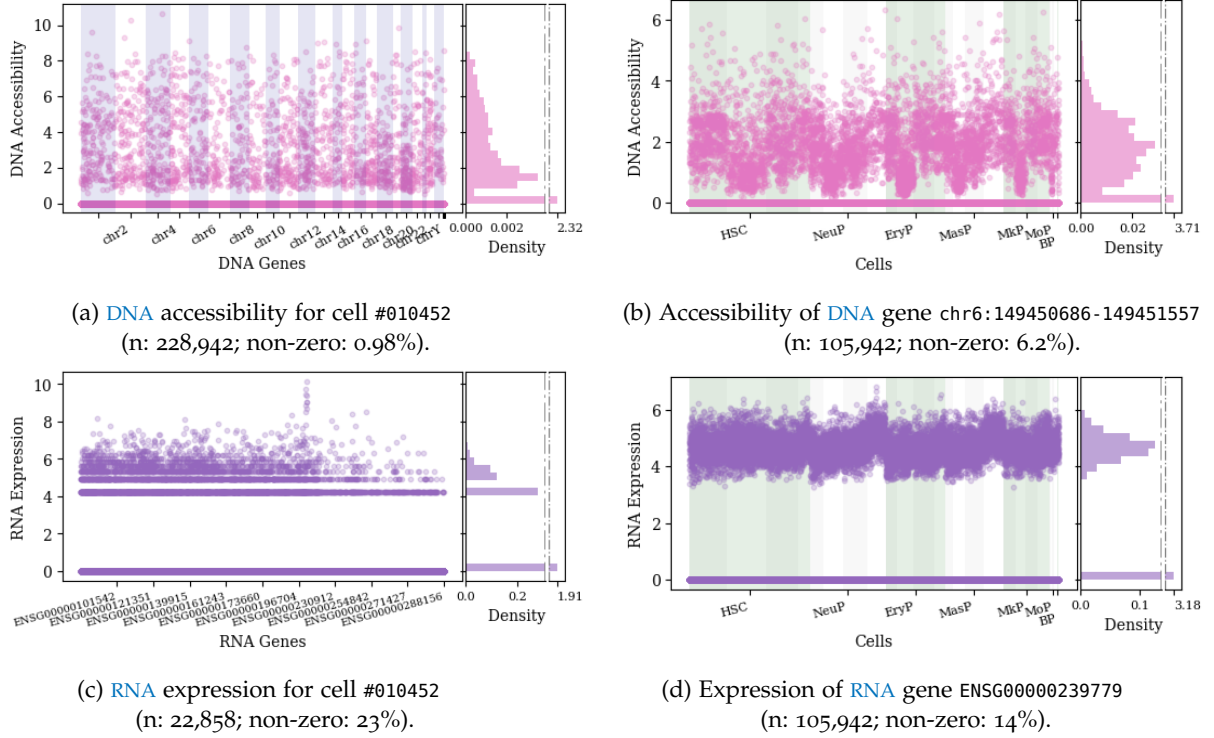 DNA Accessibility
10
8
6
4
2
0
chr2
chr4
chr6
chr8
chr10
chr12
chr14
chr16
chr18
chr20
chr22
chrY
DNA Genes
0.000 0.002 2.32
Density
(a) DNA accessibility for cell #010452
(n: 228,942; non-zero: 0.98%).
DNA Accessibility
6
4
2
0
HSC
NeuP
EryP
MasP
MkP
MoP
BP
Cells
0.00 0.02 3.71
Density
(b) Accessibility of DNA gene chr6:149450686-149451557
(n: 105,942; non-zero: 6.2%).
RNA Expression
10
8
6
4
2
0
ENSG00000101542
ENSG00000121351
ENSG00000139915
ENSG00000161243
ENSG00000173660
ENSG00000196704
ENSG00000230912
ENSG00000254842
ENSG00000271427
ENSG00000288156
RNA Genes
0.0 0.2 1.91
Density
(c) RNA expression for cell #010452
(n: 22,858; non-zero: 23%).
RNA Expression
6
4
2
0
HSC
NeuP
EryP
MasP
MkP
MoP
BP
Cells
0.0 0.1 3.18
Density
(d) Expression of RNA gene ENSG00000239779
(n: 105,942; non-zero: 14%).